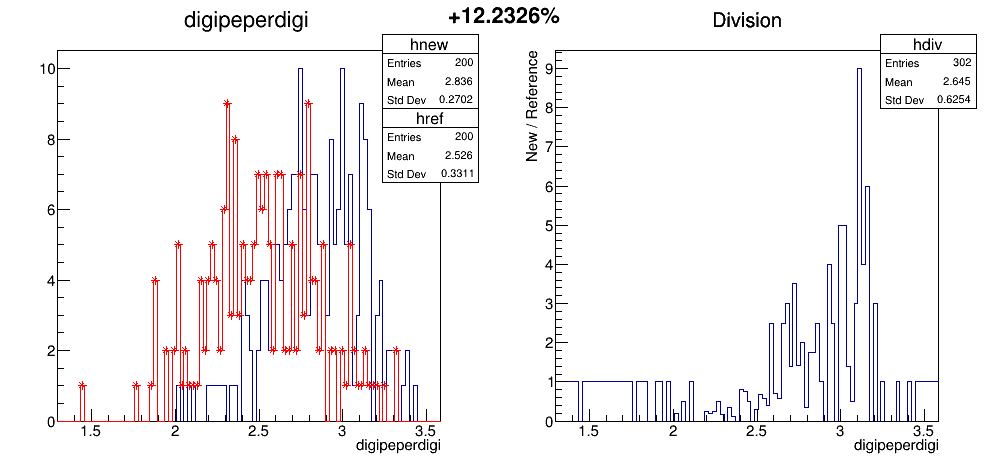 digipeperdigi
+12.2326%
Division
hnew
Entries 200
Mean 2.836
Std Dev 0.2702
href
Entries 200
Mean 2.526
Std Dev 0.3311
10
8
6
4
2
0
1.5 2 2.5 3 3.5
digipeperdigi
hdiv
Entries 302
Mean 2.645
Std Dev 0.6254
New / Reference
9
8
7
6
5
4
3
2
1
0
1.5 2 2.5 3 3.5
digipeperdigi